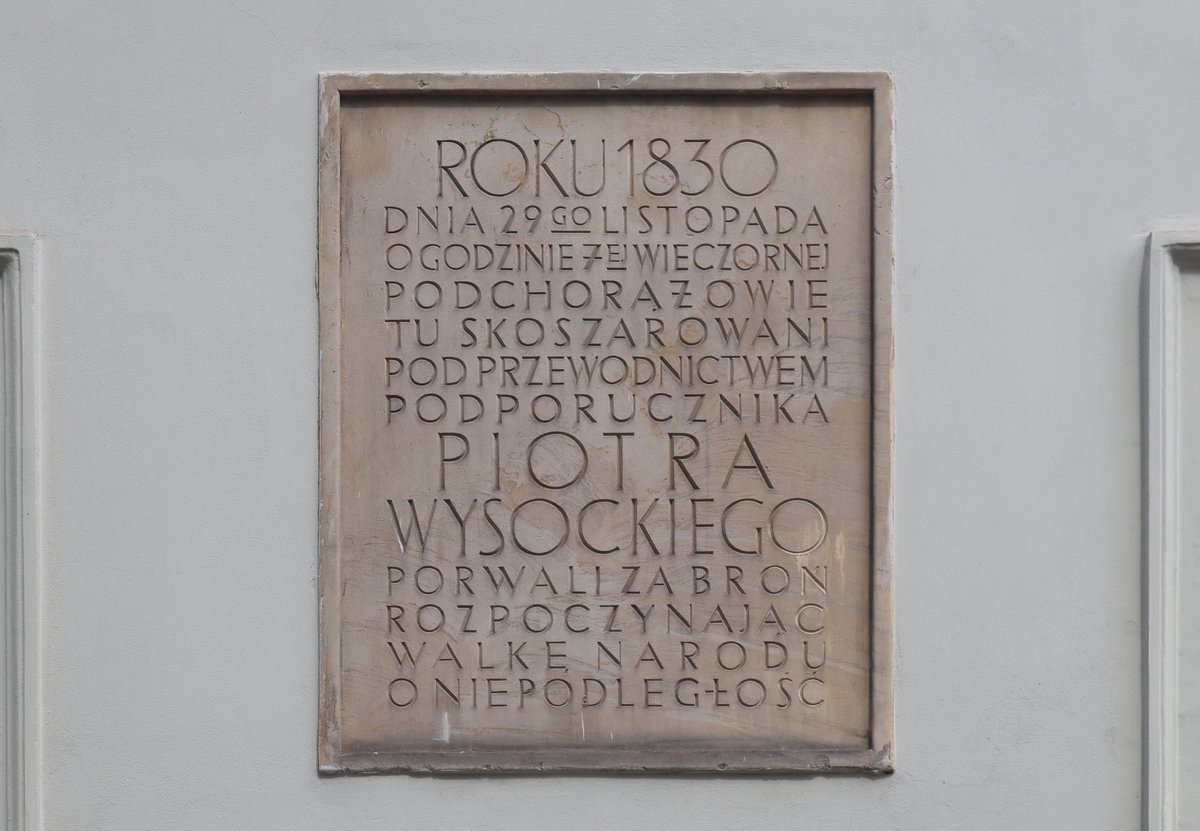 ROKU 1830
DNIA 29GO LISTOPADA
O GODZINIE 7EJ WIECZORNEJ
PODCHORĄŻOWIE
TU SKOSZAROWANI
POD PRZEWODNICTWEM
PODPORUCZNIKA
PIOTRA
WYSOCKIEGO
PORWALI ZA BROŃ
ROZPOCZYNAJĄC
WALKĘ NARODU
O NIEPODLEGŁOŚĆ